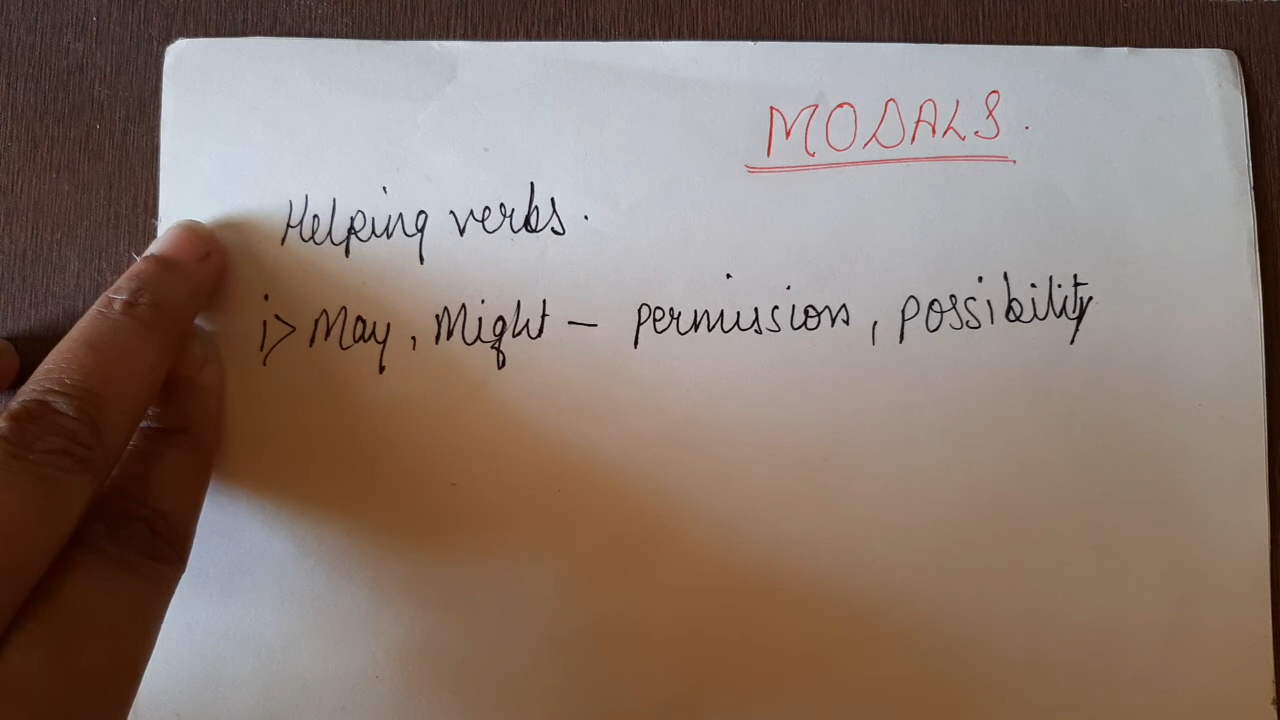 MODALS.
Helping verbs.
i> May, Might - permission, possibility